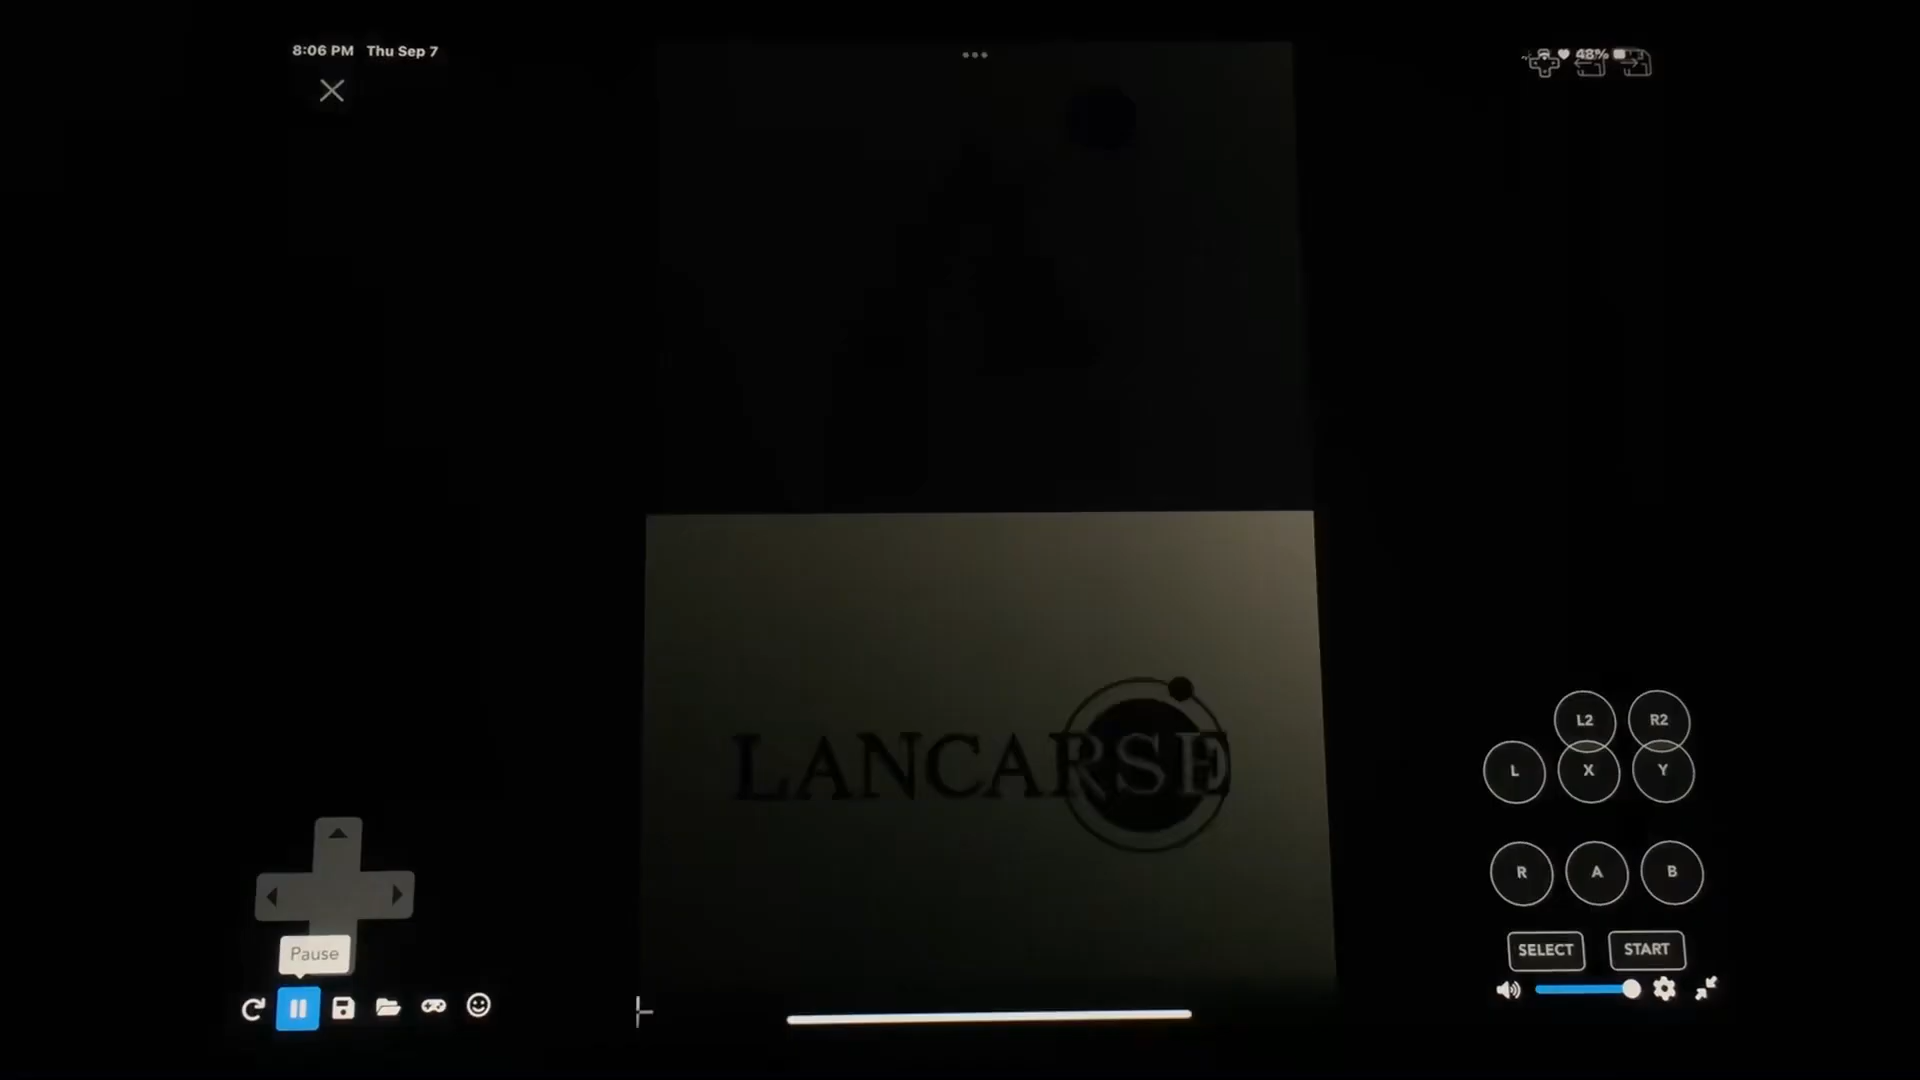 8:06 PM Thu Sep 7
48%
LANCARSE
L2 R2
L X Y
R A B
SELECT START
Pause